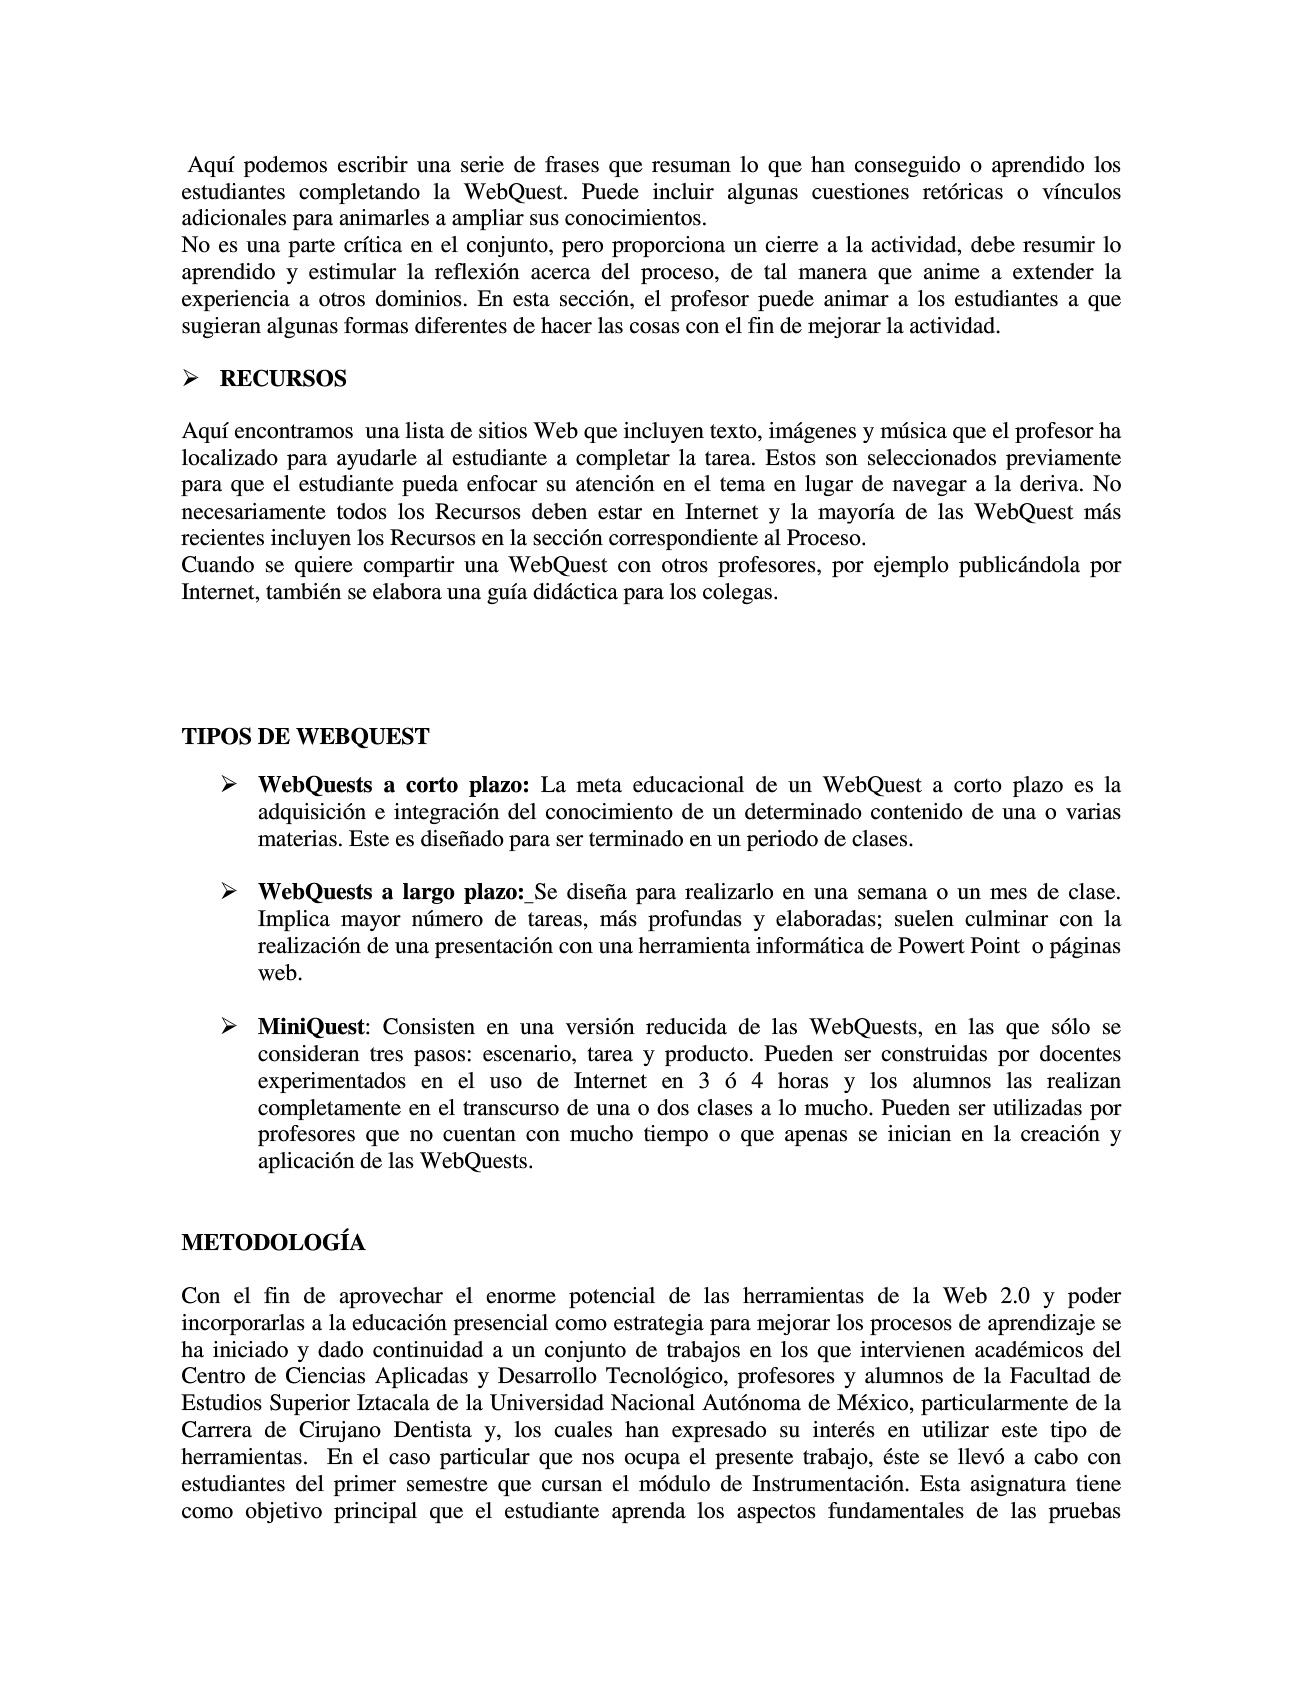 Aquí podemos escribir una serie de frases que resuman lo que han conseguido o aprendido los
estudiantes completando la WebQuest. Puede incluir algunas cuestiones retóricas o vínculos
adicionales para animarles a ampliar sus conocimientos.
No es una parte crítica en el conjunto, pero proporciona un cierre a la actividad, debe resumir lo
aprendido y estimular la reflexión acerca del proceso, de tal manera que anime a extender la
experiencia a otros dominios. En esta sección, el profesor puede animar a los estudiantes a que
sugieran algunas formas diferentes de hacer las cosas con el fin de mejorar la actividad.
➢ RECURSOS
Aquí encontramos una lista de sitios Web que incluyen texto, imágenes y música que el profesor ha
localizado para ayudarle al estudiante a completar la tarea. Estos son seleccionados previamente
para que el estudiante pueda enfocar su atención en el tema en lugar de navegar a la deriva. No
necesariamente todos los Recursos deben estar en Internet y la mayoría de las WebQuest más
recientes incluyen los Recursos en la sección correspondiente al Proceso.
Cuando se quiere compartir una WebQuest con otros profesores, por ejemplo publicándola por
Internet, también se elabora una guía didáctica para los colegas.
TIPOS DE WEBQUEST
➢ WebQuests a corto plazo: La meta educacional de un WebQuest a corto plazo es la
adquisición e integración del conocimiento de un determinado contenido de una o varias
materias. Este es diseñado para ser terminado en un periodo de clases.
➢ WebQuests a largo plazo: Se diseña para realizarlo en una semana o un mes de clase.
Implica mayor número de tareas, más profundas y elaboradas; suelen culminar con la
realización de una presentación con una herramienta informática de Powert Point o páginas
web.
➢ MiniQuest: Consisten en una versión reducida de las WebQuests, en las que sólo se
consideran tres pasos: escenario, tarea y producto. Pueden ser construidas por docentes
experimentados en el uso de Internet en 3 ó 4 horas y los alumnos las realizan
completamente en el transcurso de una o dos clases a lo mucho. Pueden ser utilizadas por
profesores que no cuentan con mucho tiempo o que apenas se inician en la creación y
aplicación de las WebQuests.
METODOLOGÍA
Con el fin de aprovechar el enorme potencial de las herramientas de la Web 2.0 y poder
incorporarlas a la educación presencial como estrategia para mejorar los procesos de aprendizaje se
ha iniciado y dado continuidad a un conjunto de trabajos en los que intervienen académicos del
Centro de Ciencias Aplicadas y Desarrollo Tecnológico, profesores y alumnos de la Facultad de
Estudios Superior Iztacala de la Universidad Nacional Autónoma de México, particularmente de la
Carrera de Cirujano Dentista y, los cuales han expresado su interés en utilizar este tipo de
herramientas. En el caso particular que nos ocupa el presente trabajo, éste se llevó a cabo con
estudiantes del primer semestre que cursan el módulo de Instrumentación. Esta asignatura tiene
como objetivo principal que el estudiante aprenda los aspectos fundamentales de las pruebas